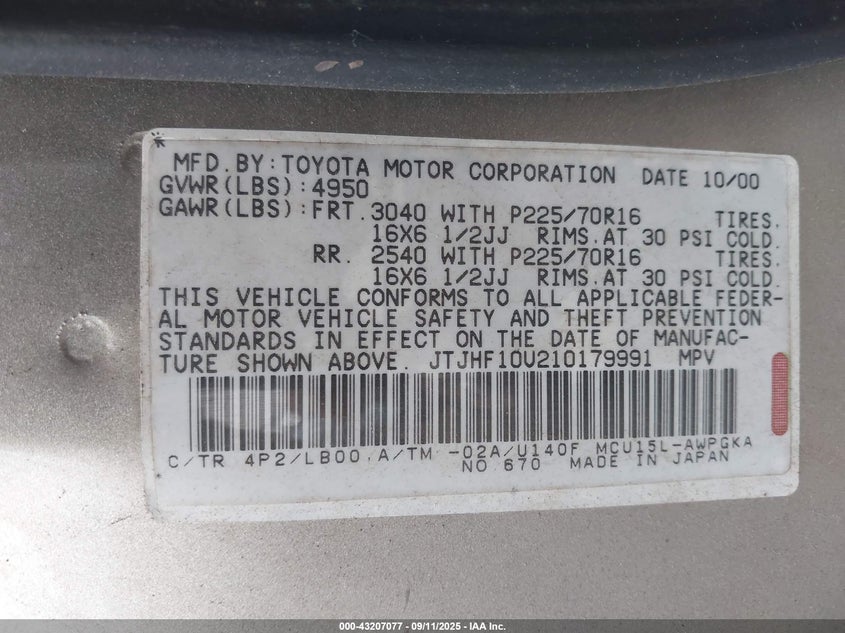 MFD.BY:TOYOTA MOTOR CORPORATION DATE 10/00
GVWR(LBS):4950
GAWR(LBS):FRT.3040 WITH P225/70R16 TIRES.
16X6 1/2JJ RIMS.AT 30 PSI COLD.
RR. 2540 WITH P225/70R16 TIRES.
16X6 1/2JJ RIMS.AT 30 PSI COLD.
THIS VEHICLE CONFORMS TO ALL APPLICABLE FEDER-
AL MOTOR VEHICLE SAFETY AND THEFT PREVENTION
STANDARDS IN EFFECT ON THE DATE OF MANUFAC-
TURE SHOWN ABOVE. JTJHF10U210179991 MPV
C/TR 4P2/LB00 A/TM -02A/U140F MCU15L-AWPGKA
NO 670 MADE IN JAPAN
000-43207077 - 09/11/2025 - IAA Inc.